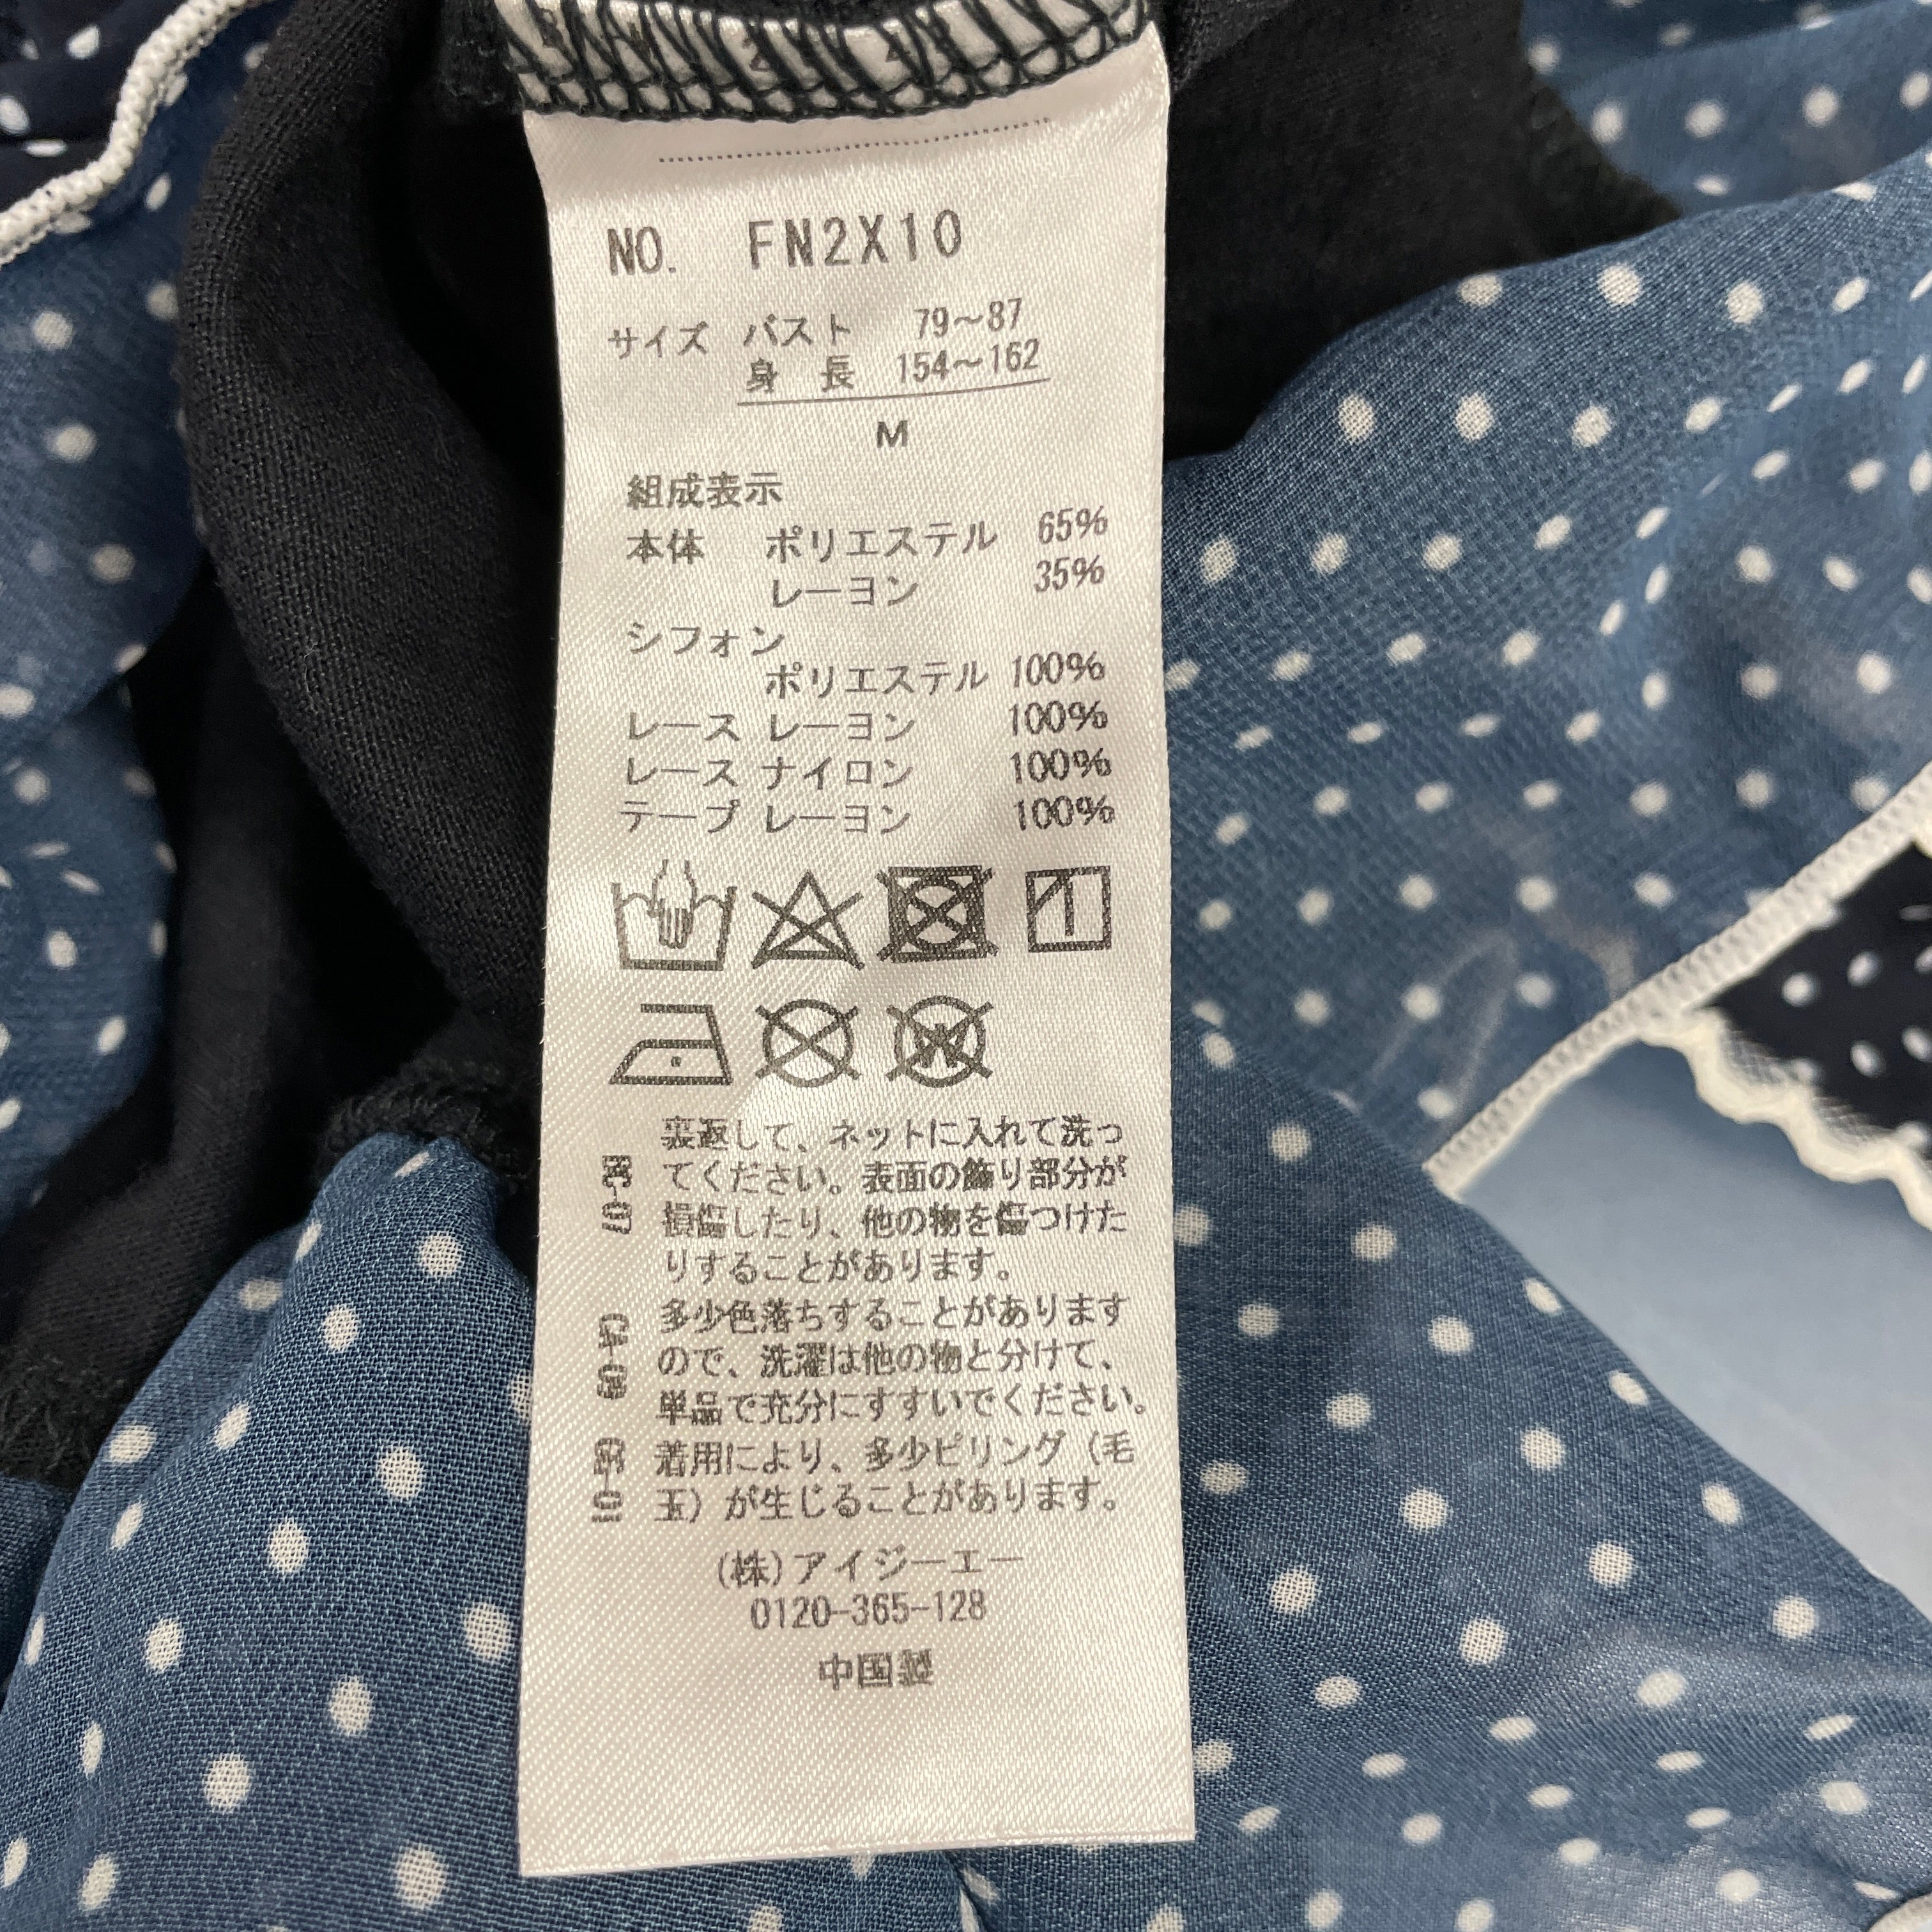 NO. FN2X10
サイズ バスト 79~87
身 長 154~162
M
組成表示
本体 ポリエステル 65%
レーヨン 35%
シフォン
ポリエステル 100%
レース レーヨン 100%
レース ナイロン 100%
テープ レーヨン 100%
裏返して、ネットに入れて洗っ
てください。表面の飾り部分が
損傷したり、他の物を傷つけた
りすることがあります。
多少色落ちすることがあります
ので、洗濯は他の物と分けて、
単品で充分にすすいでください。
着用により、多少ピリング(毛
玉)が生じることがあります。
(株)アイジーエー
0120-365-128
中国製